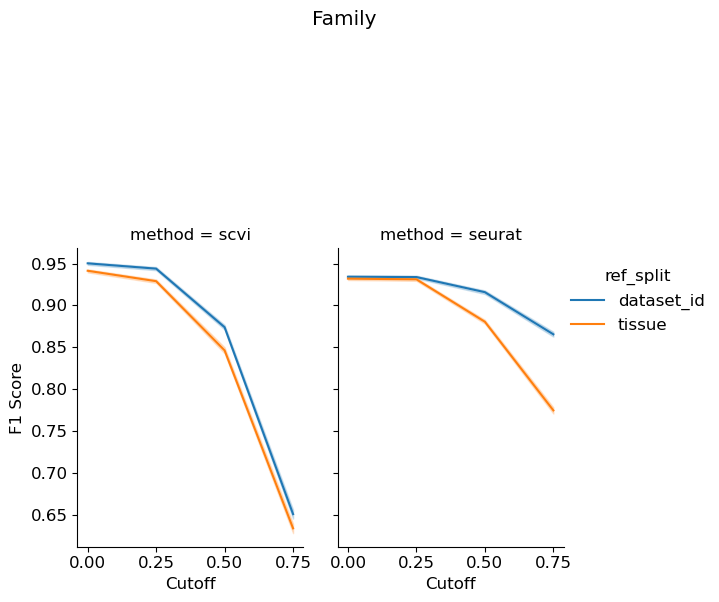 Family
method = scvi
method = seurat
ref_split
dataset_id
tissue
F1 Score
0.95
0.90
0.85
0.80
0.75
0.70
0.65
0.00 0.25 0.50 0.75
0.00 0.25 0.50 0.75
Cutoff
Cutoff